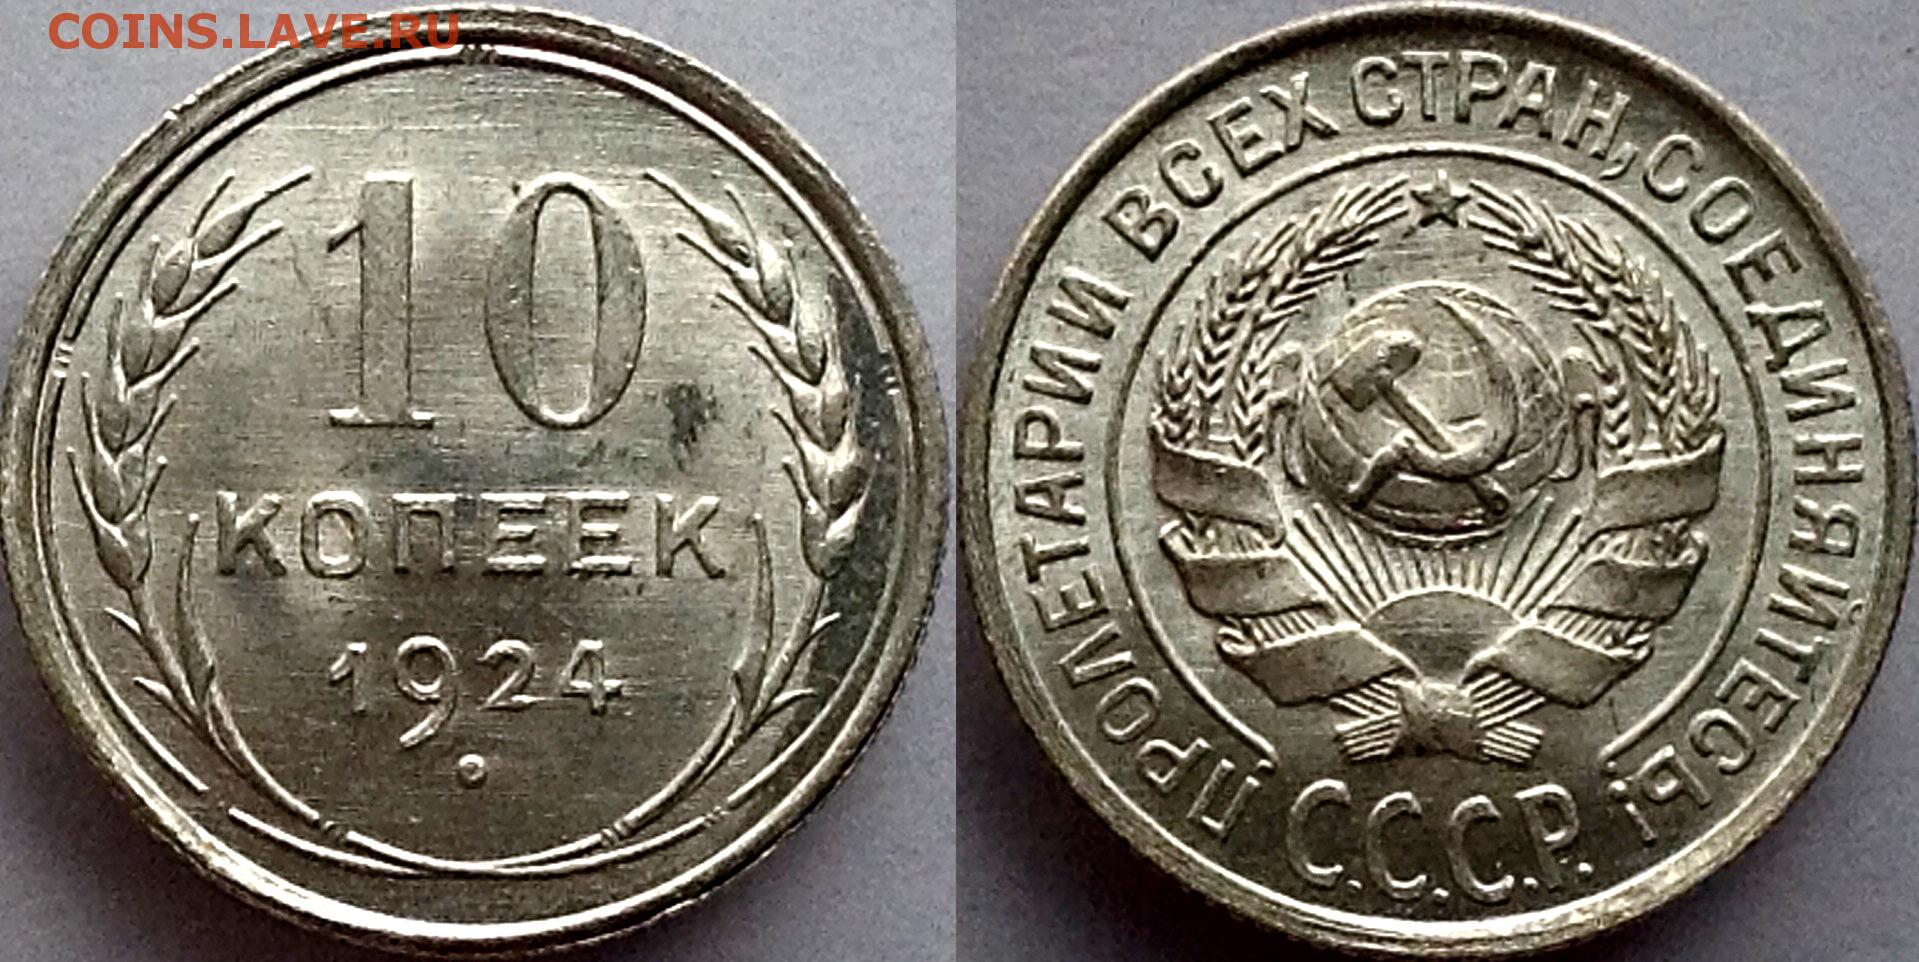 COINS.LAVE.RU
10
КОПЕЕК
1924
ПРОЛЕТАРИИ ВСЕХ СТРАН, СОЕДИНЯЙТЕСЬ!
С.С.С.Р.